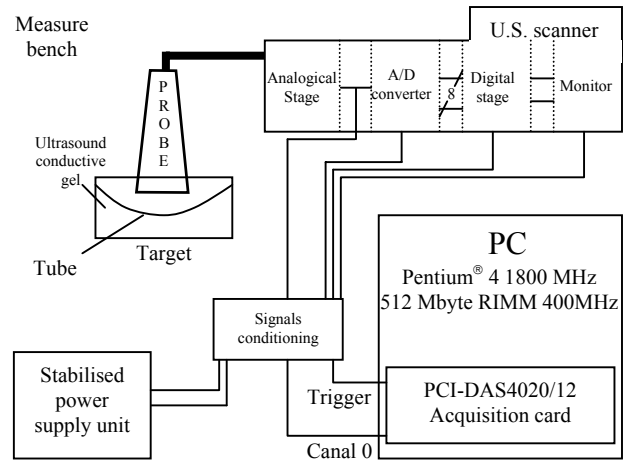 Measure
bench
U.S. scanner
PROBE
Analogical
Stage
A/D
converter
8
Digital
stage
Monitor
Ultrasound
conductive
gel
Tube
Target
PC
Pentium® 4 1800 MHz
512 Mbyte RIMM 400MHz
Signals
conditioning
Stabilised
power
supply unit
Trigger
Canal 0
PCI-DAS4020/12
Acquisition card